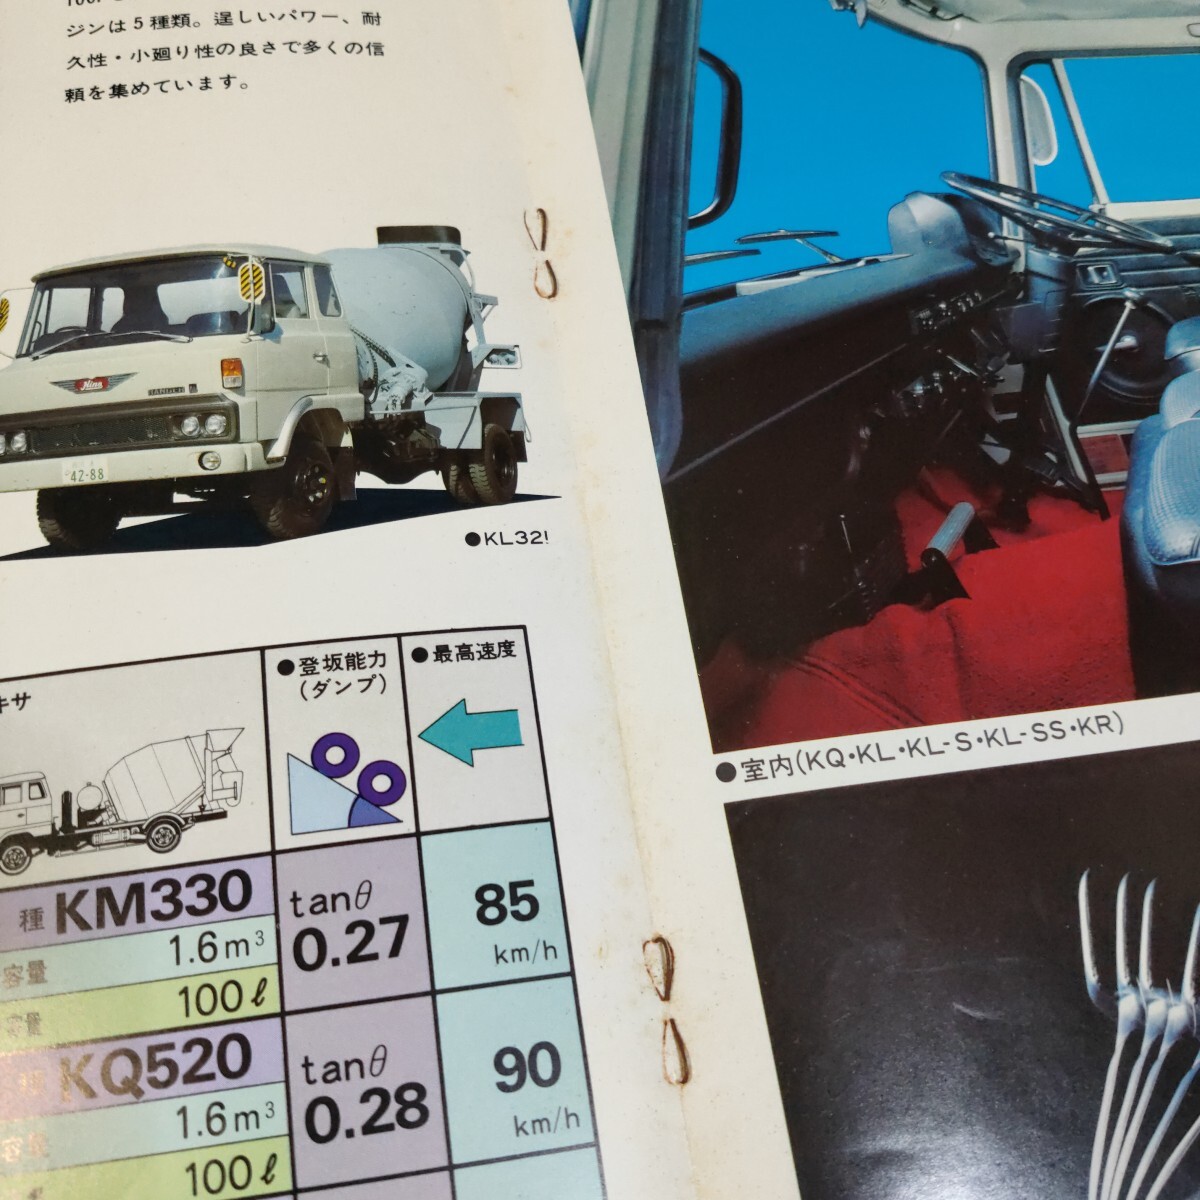 ジンは5種類。逞しいパワー、耐
久性・小廻り性の良さで多くの信
頼を集めています。
Hino
RANGER
42-88
●KL32!
キサ
●登坂能力
(ダンプ)
●最高速度
種 KM330
tanθ
0.27
85
km/h
容量 1.6m³
容量 100ℓ
種 KQ520
tanθ
0.28
90
km/h
容量 1.6m³
100ℓ
●室内(KQ・KL・KL-S・KL-SS・KR)